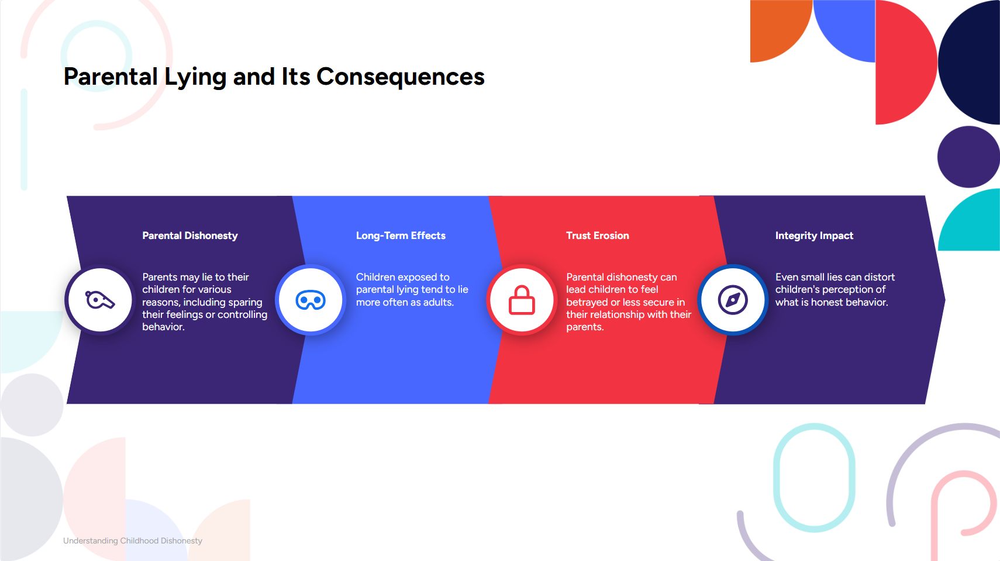 Parental Lying and Its Consequences
Parental Dishonesty
Parents may lie to their
children for various
reasons, including sparing
their feelings or controlling
behavior.
Long-Term Effects
Children exposed to
parental lying tend to lie
more often as adults.
Trust Erosion
Parental dishonesty can
lead children to feel
betrayed or less secure in
their relationship with their
parents.
Integrity Impact
Even small lies can distort
children's perception of
what is honest behavior.
Understanding Childhood Dishonesty